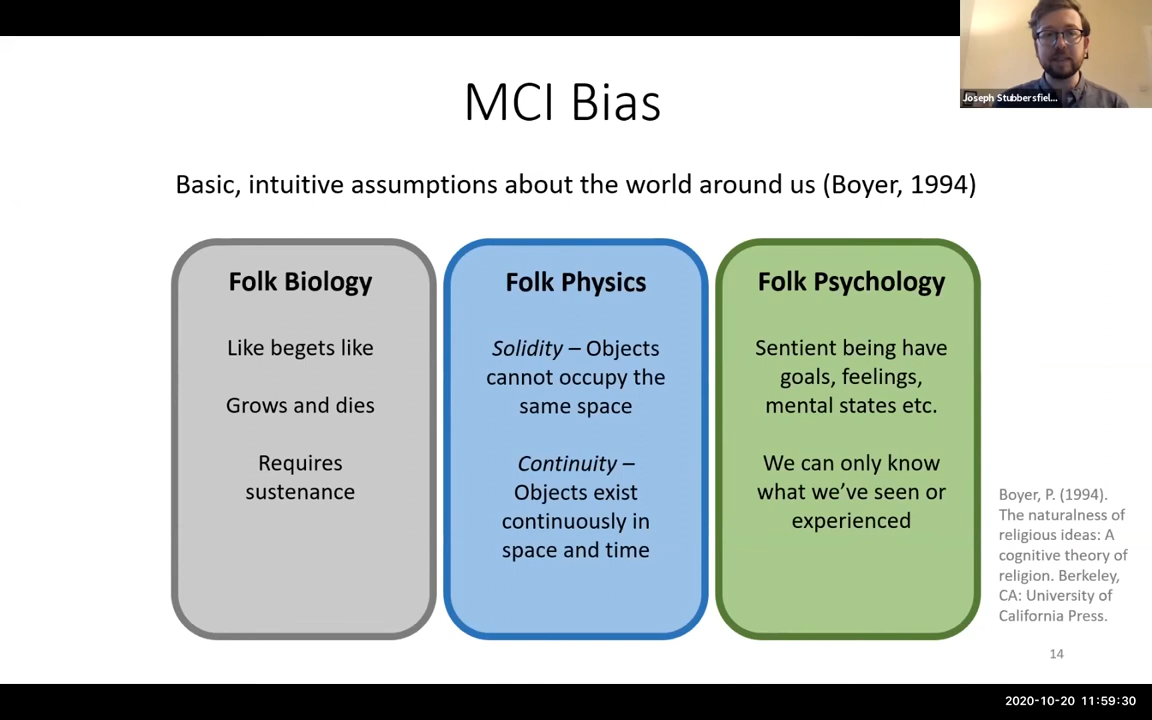 MCI Bias
Joseph Stubbersfiel...
Basic, intuitive assumptions about the world around us (Boyer, 1994)
Folk Biology
Like begets like
Grows and dies
Requires
sustenance
Folk Physics
Solidity – Objects
cannot occupy the
same space
Continuity –
Objects exist
continuously in
space and time
Folk Psychology
Sentient being have
goals, feelings,
mental states etc.
We can only know
what we’ve seen or
experienced
Boyer, P. (1994).
The naturalness of
religious ideas: A
cognitive theory of
religion. Berkeley,
CA: University of
California Press.
14
2020-10-20 11:59:30